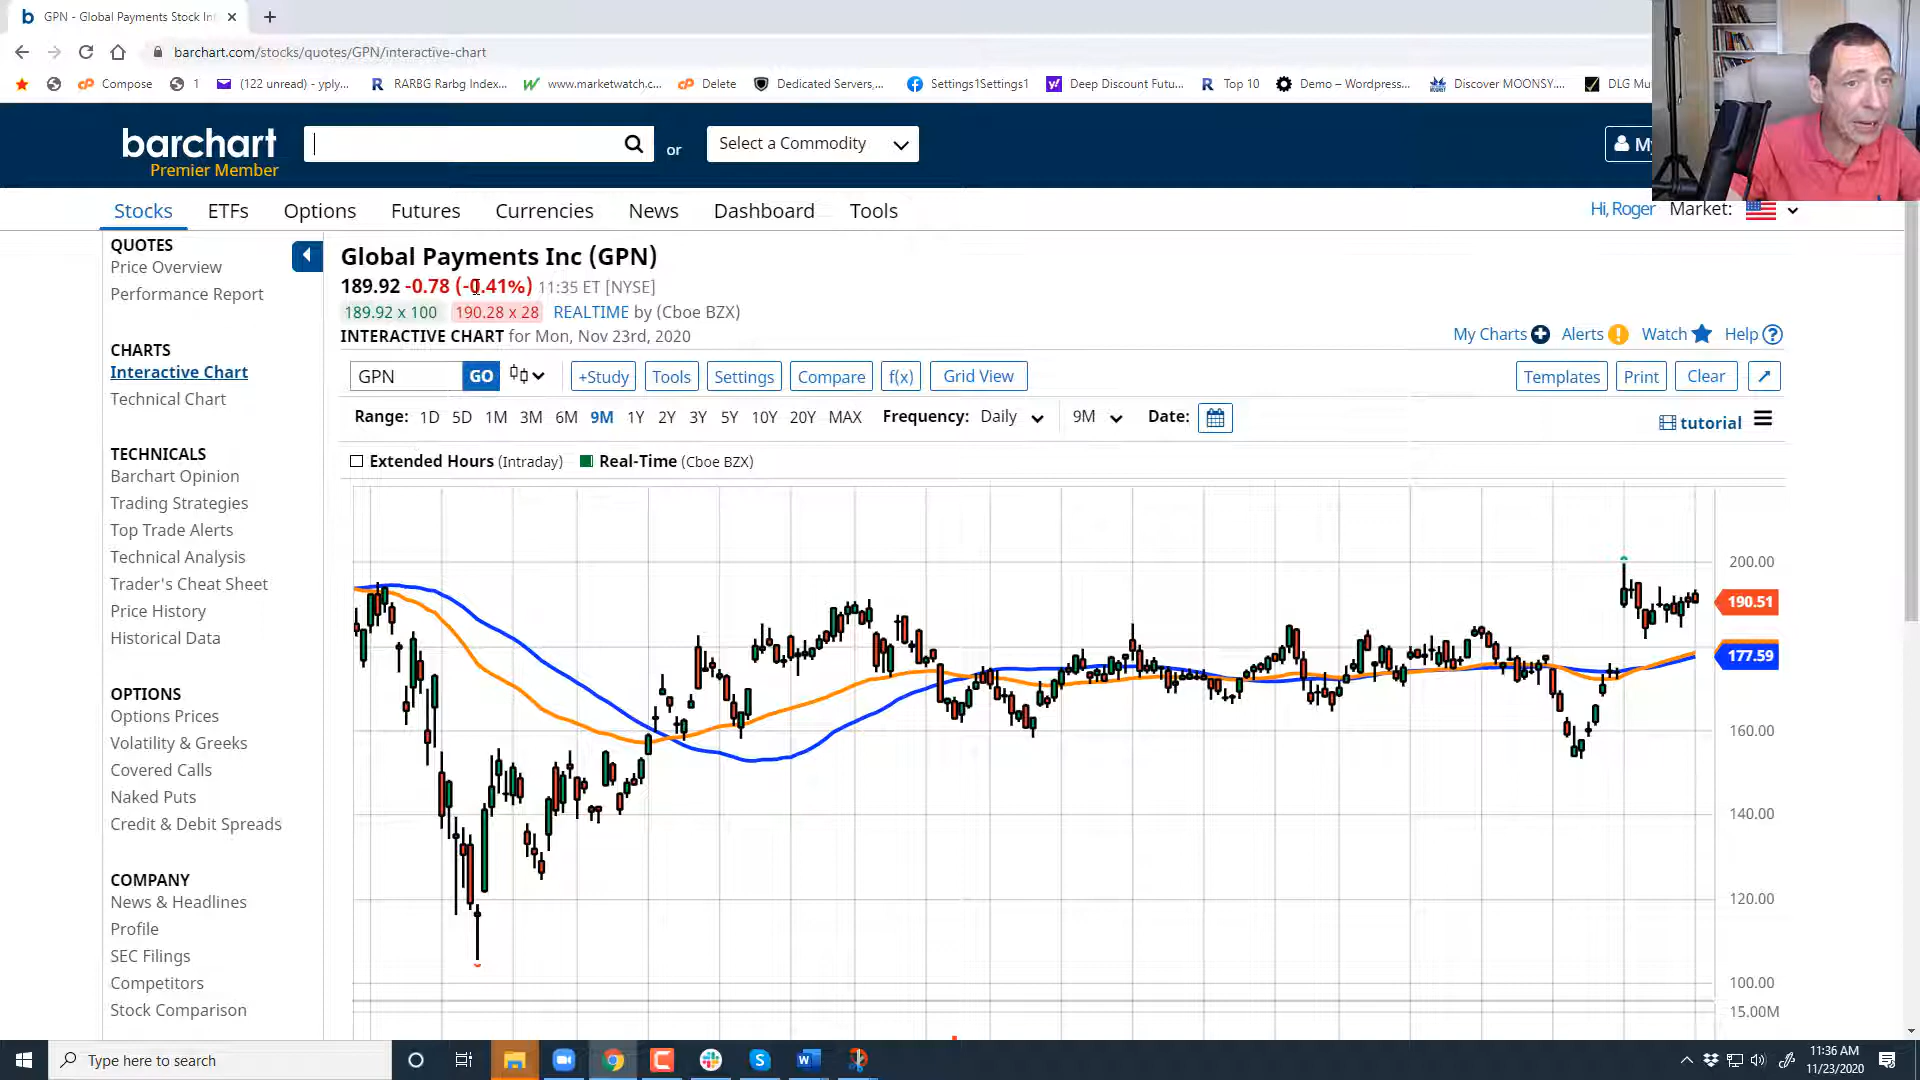 GPN - Global Payments Stock In
barchart.com/stocks/quotes/GPN/interactive-chart
Compose
1
(122 unread) - yply...
RARBG Rarbg Index...
www.marketwatch.c...
Delete
Dedicated Servers,...
Settings1Settings1
Deep Discount Futu...
Top 10
Demo – Wordpress...
Discover MOONSY....
DLG Mu
barchart
Premier Member
or
Select a Commodity
My
Stocks
ETFs
Options
Futures
Currencies
News
Dashboard
Tools
Hi, Roger
Market:
QUOTES
Price Overview
Performance Report
CHARTS
Interactive Chart
Technical Chart
TECHNICALS
Barchart Opinion
Trading Strategies
Top Trade Alerts
Technical Analysis
Trader's Cheat Sheet
Price History
Historical Data
OPTIONS
Options Prices
Volatility & Greeks
Covered Calls
Naked Puts
Credit & Debit Spreads
COMPANY
News & Headlines
Profile
SEC Filings
Competitors
Stock Comparison
Global Payments Inc (GPN)
189.92 -0.78 (-0.41%) 11:35 ET [NYSE]
189.92 x 100 190.28 x 28 REALTIME by (Cboe BZX)
INTERACTIVE CHART for Mon, Nov 23rd, 2020
My Charts
Alerts
Watch
Help
GPN GO +Study Tools Settings Compare f(x) Grid View
Templates Print Clear
Range: 1D 5D 1M 3M 6M 9M 1Y 2Y 3Y 5Y 10Y 20Y MAX Frequency: Daily 9M Date:
tutorial
Extended Hours (Intraday) Real-Time (Cboe BZX)
200.00
190.51
177.59
160.00
140.00
120.00
100.00
15.00M
Type here to search
11:36 AM
11/23/2020